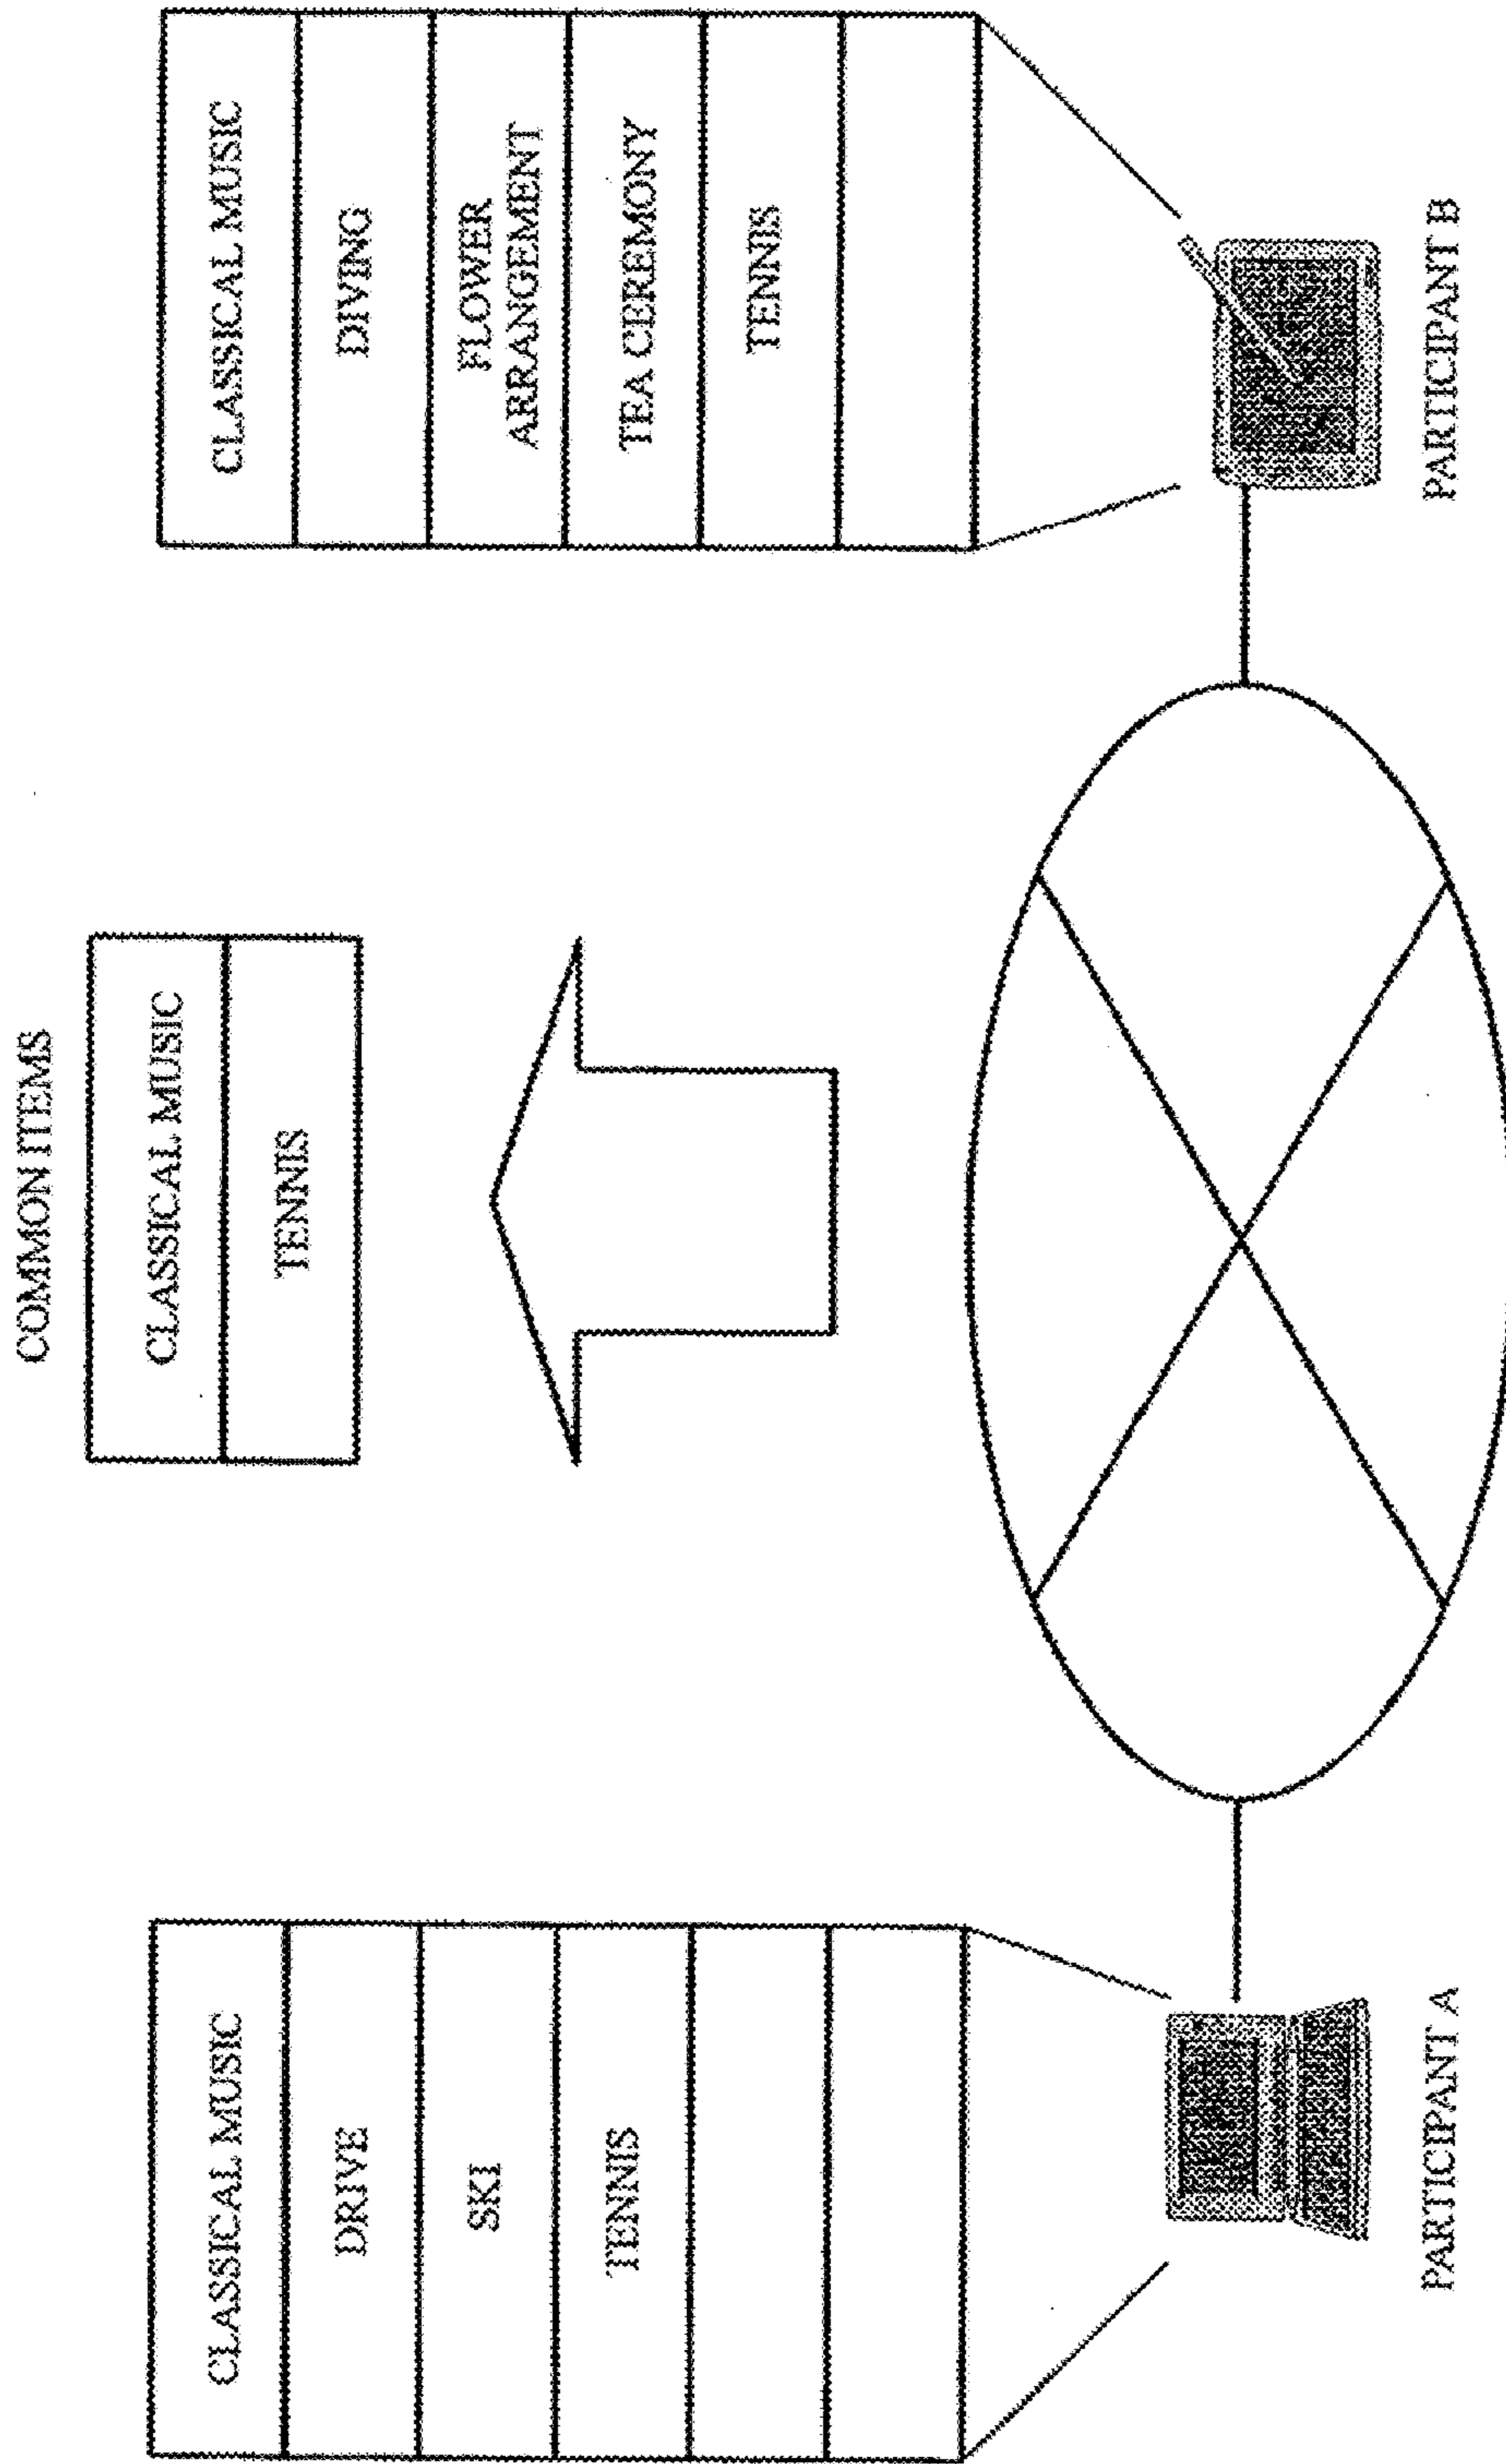 COMMON ITEMS
CLASSICAL MUSIC
TENNIS
CLASSICAL MUSIC
DRIVE
SKI
TENNIS
PARTICIPANT A
CLASSICAL MUSIC
DIVING
FLOWER
ARRANGEMENT
TEA CEREMONY
TENNIS
PARTICIPANT B